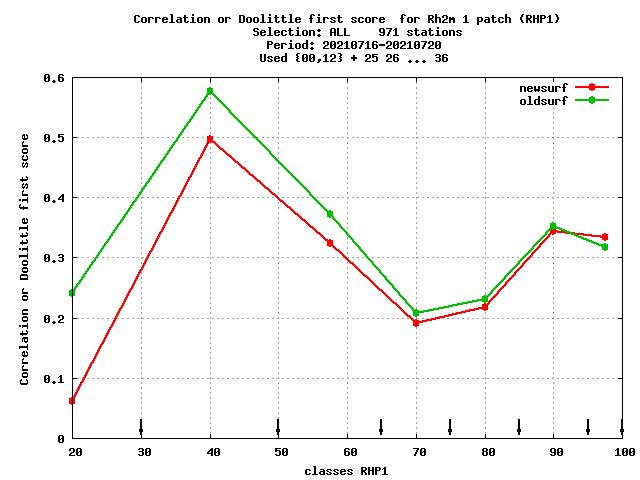 Correlation or Doolittle first score  for Rh2m 1 patch (RHP1)
Selection: ALL    971 stations
Period: 20210716-20210720
Used {00,12} + 25 26 ... 36
newsurf
oldsurf
Correlation or Doolittle first score
0.6
0.5
0.4
0.3
0.2
0.1
0
20 30 40 50 60 70 80 90 100
classes RHP1